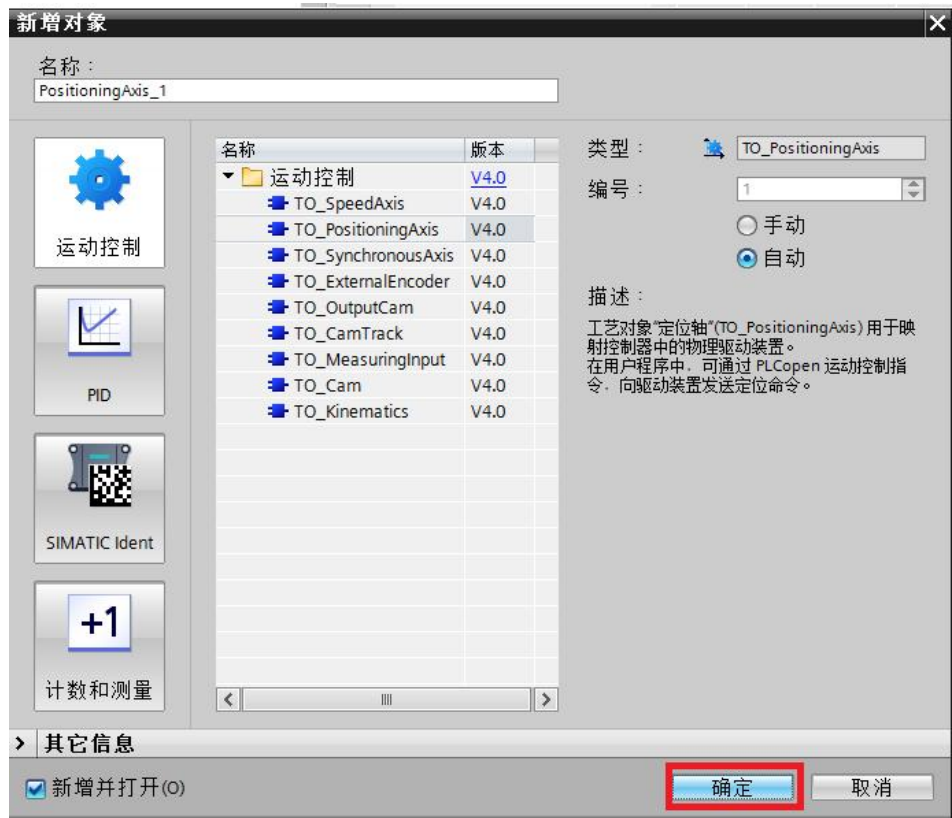 新增对象
名称：
PositioningAxis_1
运动控制
PID
SIMATIC Ident
+1
计数和测量
名称 版本
运动控制 V4.0
TO_SpeedAxis V4.0
TO_PositioningAxis V4.0
TO_SynchronousAxis V4.0
TO_ExternalEncoder V4.0
TO_OutputCam V4.0
TO_CamTrack V4.0
TO_MeasuringInput V4.0
TO_Cam V4.0
TO_Kinematics V4.0
类型： TO_PositioningAxis
编号： 1
手动
自动
描述：
工艺对象“定位轴”(TO_PositioningAxis) 用于映
射控制器中的物理驱动装置。
在用户程序中，可通过 PLCopen 运动控制指
令，向驱动装置发送定位命令。
其它信息
新增并打开(O)
确定
取消